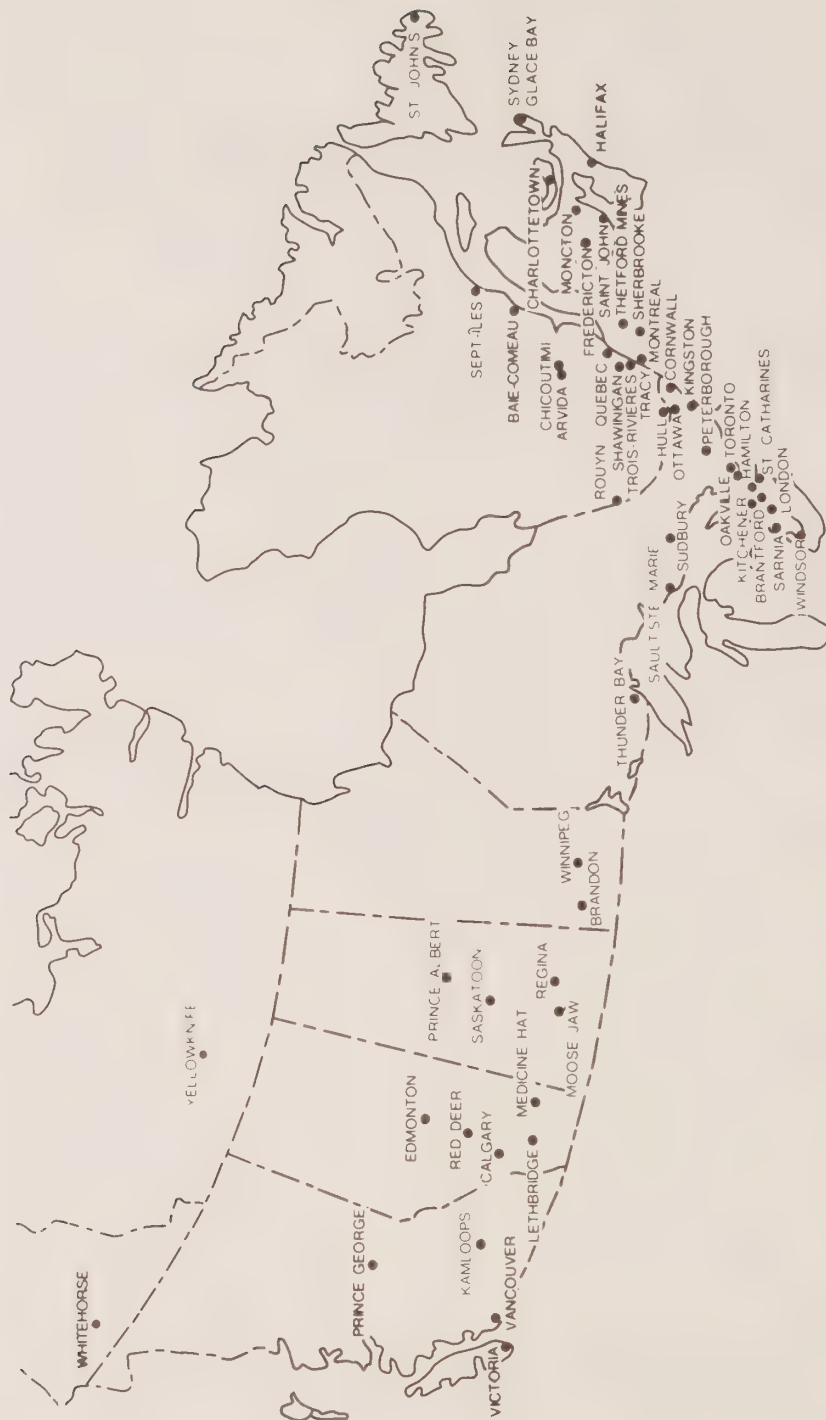 WHITEHORSE
YELLOWKNIFE
PRINCE GEORGE
KAMLOOPS
VICTORIA
VANCOUVER
EDMONTON
RED DEER
CALGARY
LETHBRIDGE
MEDICINE HAT
PRINCE ALBERT
SASKATOON
REGINA
MOOSE JAW
WINNIPEG
BRANDON
THUNDER BAY
SAULT STE MARIE
SUDBURY
OAKVILLE
KITCHENER
BRANTFORD
SARNIA
WINDSOR
LONDON
ST CATHARINES
HAMILTON
TORONTO
PETERBOROUGH
KINGSTON
OTTAWA
HULL
CORNWALL
MONTREAL
TRACY
TROIS-RIVIERES
SHAWINIGAN
ROUYN
QUEBEC
ARVIDA
CHICOUTIMI
BAIE-COMEAU
SEPT-ÎLES
SHERBROOKE
THETFORD MINES
SAINT JOHN
FREDERICTON
MONCTON
CHARLOTTETOWN
HALIFAX
SYDNEY
GLACE BAY
ST JOHN S